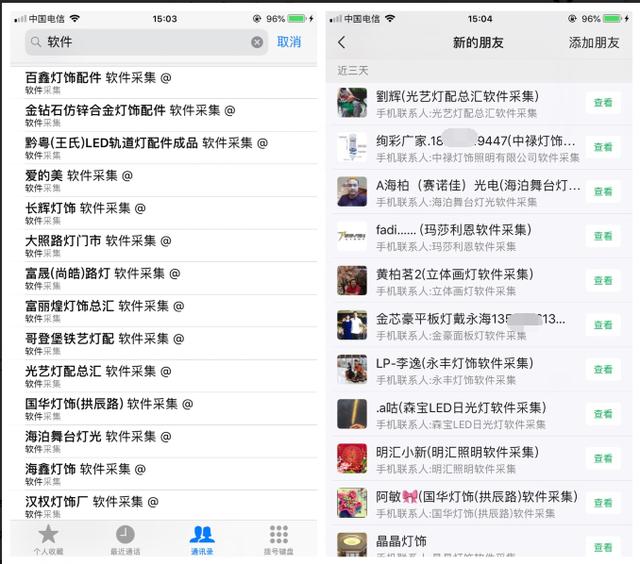 中国电信
15:03
96%
软件
取消
百鑫灯饰配件 软件采集 @
软件采集
金钻石仿锌合金灯饰配件 软件采集 @
软件采集
黔粤(王氏)LED轨道灯配件成品 软件采集 @
软件采集
爱的美 软件采集 @
软件采集
长辉灯饰 软件采集 @
软件采集
大照路灯门市 软件采集 @
软件采集
富晟(尚皓)路灯 软件采集 @
软件采集
富丽煌灯饰总汇 软件采集 @
软件采集
哥登堡铁艺灯配 软件采集 @
软件采集
光艺灯配总汇 软件采集 @
软件采集
国华灯饰(拱辰路) 软件采集 @
软件采集
海泊舞台灯光 软件采集 @
软件采集
海鑫灯饰 软件采集 @
软件采集
汉权灯饰厂 软件采集 @
软件采集
个人收藏
最近通话
通讯录
拨号键盘
中国电信
15:04
96%
新的朋友
添加朋友
近三天
劉辉(光艺灯配总汇软件采集)
手机联系人:光艺灯配总汇软件采集
查看
绚彩广家.18 9447(中禄灯饰...
手机联系人:中禄灯饰照明有限公司软件采集
查看
A海柏（赛诺佳）光电(海泊舞台灯...
手机联系人:海泊舞台灯光软件采集
查看
fadi...... (玛莎利恩软件采集)
手机联系人:玛莎利恩软件采集
查看
黄柏茗2(立体画灯软件采集)
手机联系人:立体画灯软件采集
查看
金芯豪平板灯戴永海135 613...
手机联系人:金豪面板灯软件采集
查看
LP-李逸(永丰灯饰软件采集)
手机联系人:永丰灯饰软件采集
查看
.a咕(森宝LED日光灯软件采集)
手机联系人:森宝LED日光灯软件采集
查看
明汇小新(明汇照明软件采集)
手机联系人:明汇照明软件采集
查看
阿敏🎀(国华灯饰(拱辰路)软件采集)
手机联系人:国华灯饰(拱辰路)软件采集
查看
晶晶灯饰
手机联系人:晶晶灯饰软件采集
查看